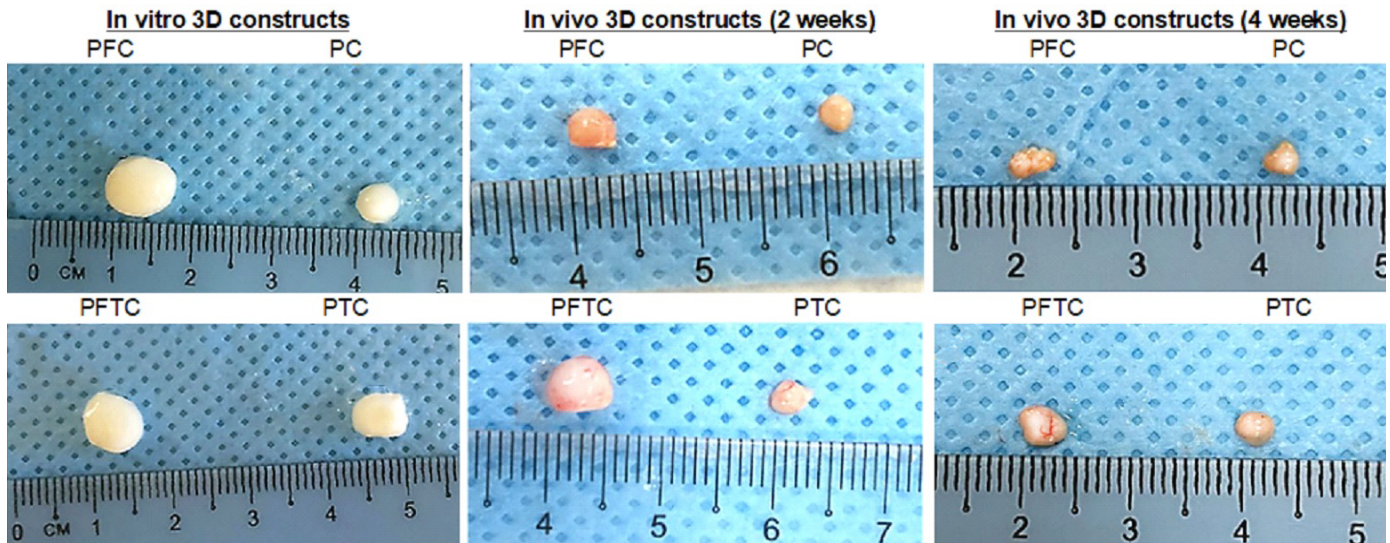 In vitro 3D constructs
PFC PC
In vivo 3D constructs (2 weeks)
PFC PC
In vivo 3D constructs (4 weeks)
PFC PC
0 CM 1 2 3 4 5
4 5 6
2 3 4 5
PFTC PTC
PFTC PTC
PFTC PTC
0 CM 1 2 3 4 5
4 5 6 7
2 3 4 5